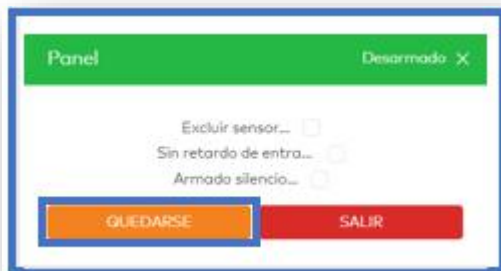 Panel Desarmado X
Excluir sensor...
Sin retardo de entra...
Armado silencio...
QUEDARSE SALIR